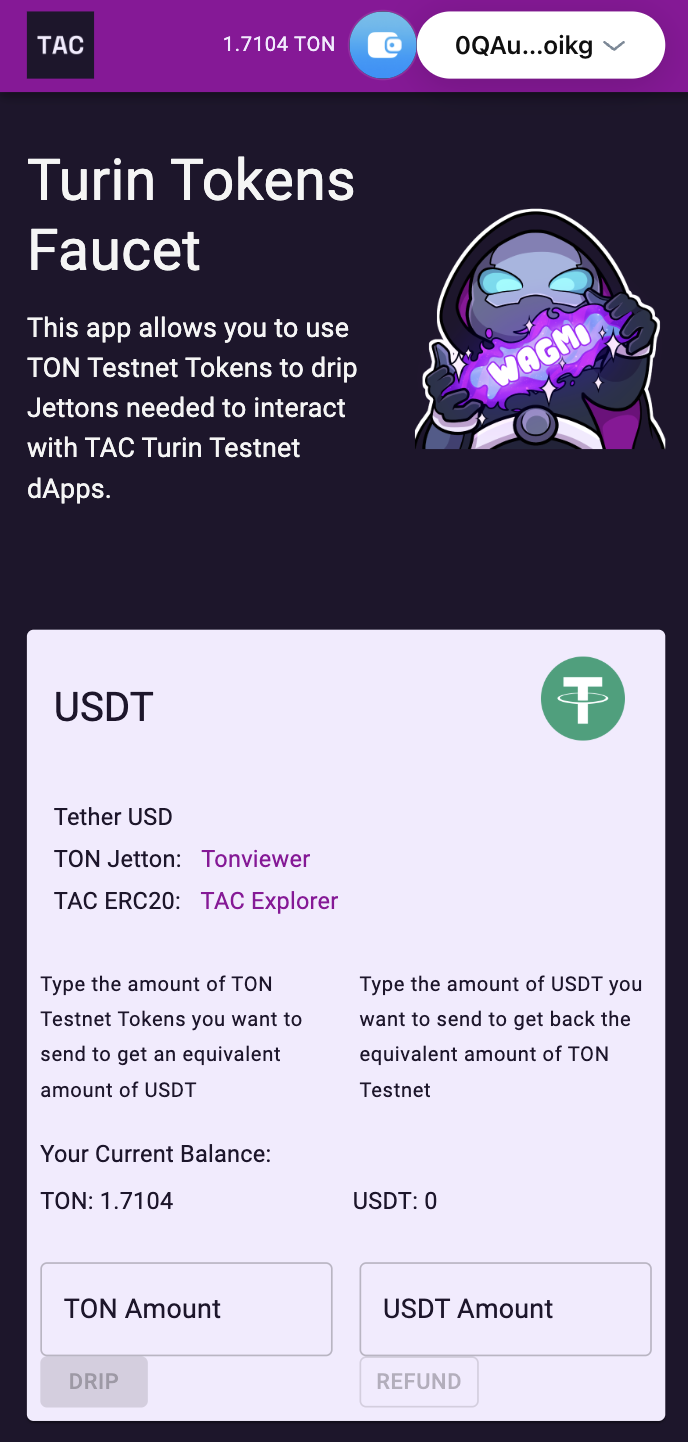 TAC
1.7104 TON
0QAu...oikg
Turin Tokens
Faucet
This app allows you to use
TON Testnet Tokens to drip
Jettons needed to interact
with TAC Turin Testnet
dApps.
WAGMI
USDT
Tether USD
TON Jetton: Tonviewer
TAC ERC20: TAC Explorer
Type the amount of TON
Testnet Tokens you want to
send to get an equivalent
amount of USDT
Type the amount of USDT you
want to send to get back the
equivalent amount of TON
Testnet
Your Current Balance:
TON: 1.7104
USDT: 0
TON Amount
USDT Amount
DRIP
REFUND